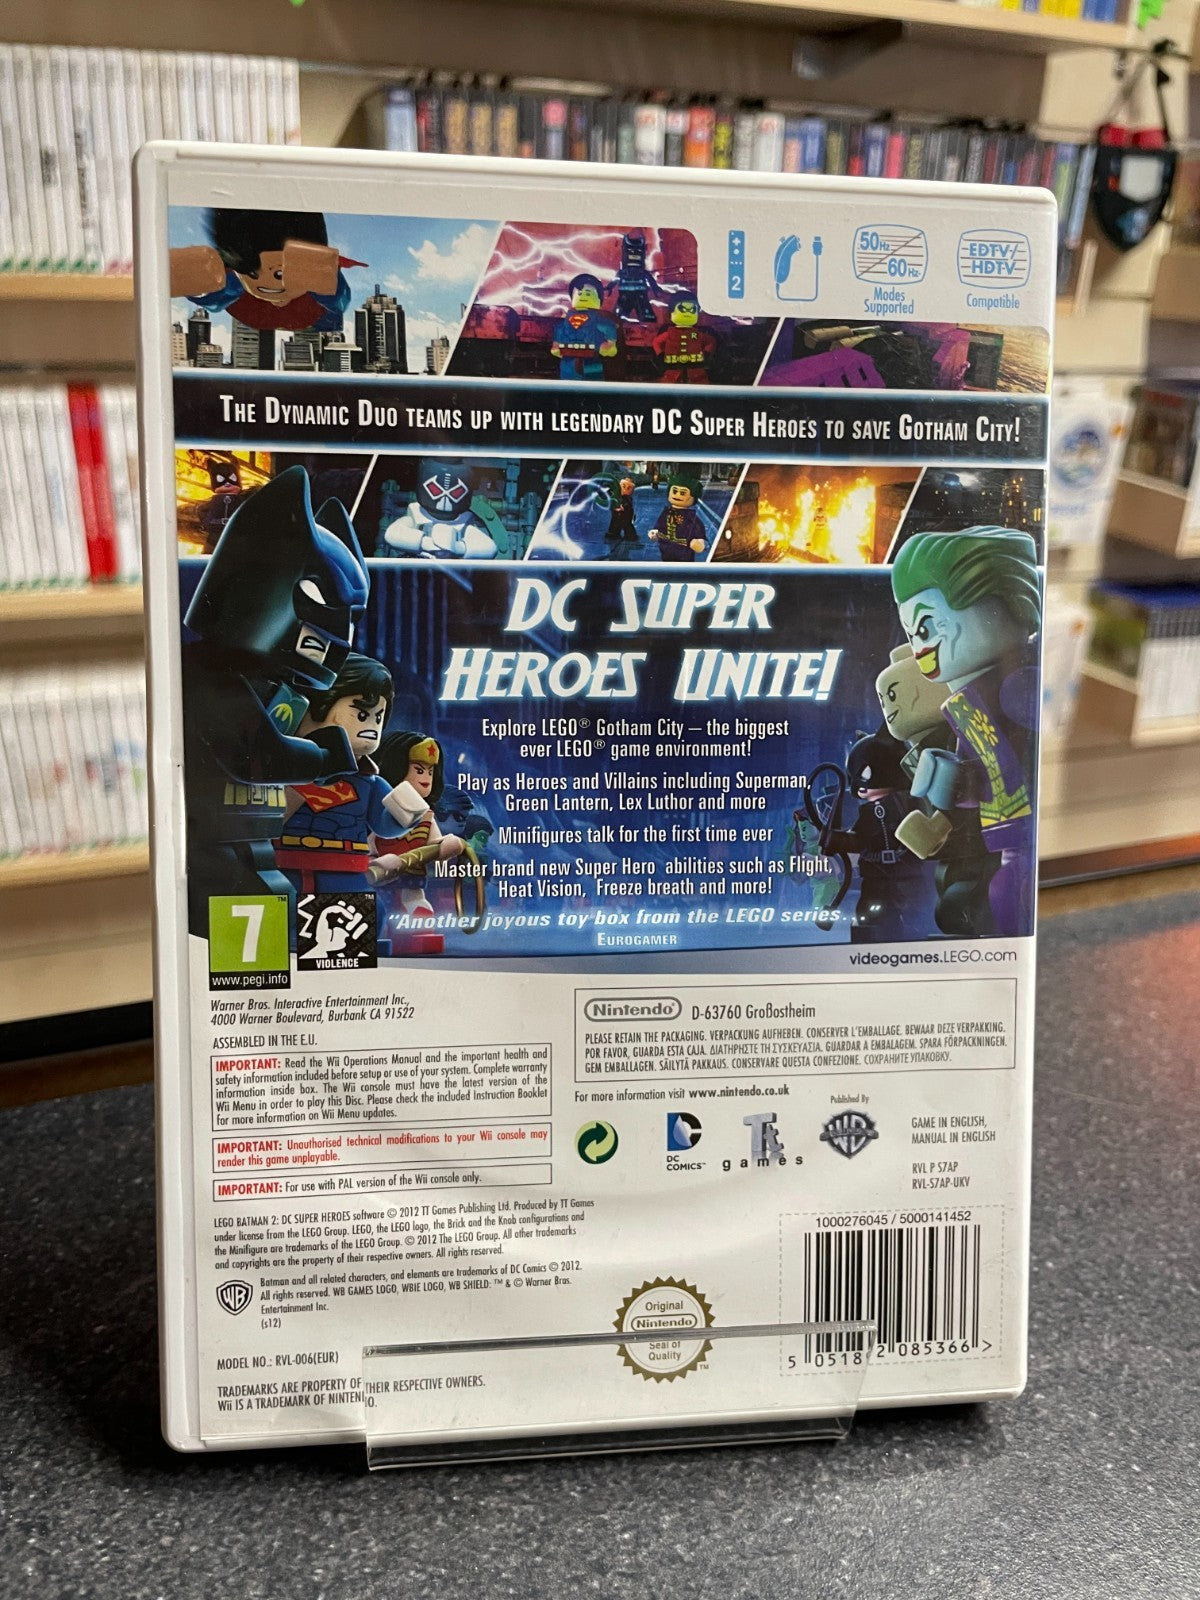 2
50Hz
60Hz
Modes
Supported
EDTV/
HDTV
Compatible
THE DYNAMIC DUO TEAMS UP WITH LEGENDARY DC SUPER HEROES TO SAVE GOTHAM CITY!
DC SUPER
HEROES UNITE!
Explore LEGO® Gotham City – the biggest
ever LEGO® game environment!
Play as Heroes and Villains including Superman,
Green Lantern, Lex Luthor and more
Minifigures talk for the first time ever
Master brand new Super Hero abilities such as Flight,
Heat Vision, Freeze breath and more!
"Another joyous toy box from the LEGO series..."
EUROGAMER
7™
www.pegi.info
™
VIOLENCE
videogames.LEGO.com
Warner Bros. Interactive Entertainment Inc.,
4000 Warner Boulevard, Burbank CA 91522
ASSEMBLED IN THE E.U.
IMPORTANT: Read the Wii Operations Manual and the important health and
safety information included before setup or use of your system. Complete warranty
information inside box. The Wii console must have the latest version of the
Wii Menu in order to play this Disc. Please check the included Instruction Booklet
for more information on Wii Menu updates.
IMPORTANT: Unauthorised technical modifications to your Wii console may
render this game unplayable.
IMPORTANT: For use with PAL version of the Wii console only.
Nintendo® D-63760 Großostheim
PLEASE RETAIN THE PACKAGING. VERPACKUNG AUFHEBEN. CONSERVER L'EMBALLAGE. BEWAAR DEZE VERPAKKING.
POR FAVOR, GUARDA ESTA CAJA. ΔΙΑΤΗΡΗΣΤΕ ΤΗ ΣΥΣΚΕΥΑΣΙΑ. GUARDAR A EMBALAGEM. SPARA FÖRPACKNINGEN.
GEM EMBALLAGEN. SÄILYTÄ PAKKAUS. CONSERVARE QUESTA CONFEZIONE. СОХРАНИТЕ УПАКОВКУ.
For more information visit www.nintendo.co.uk
DC
COMICS™
Tt
games
Published By
WB
GAME IN ENGLISH,
MANUAL IN ENGLISH
RVL P S7AP
RVL-S7AP-UKV
LEGO BATMAN 2: DC SUPER HEROES software © 2012 TT Games Publishing Ltd. Produced by TT Games
under license from the LEGO Group. LEGO, the LEGO logo, the Brick and the Knob configurations and
the Minifigure are trademarks of the LEGO Group. © 2012 The LEGO Group. All other trademarks
and copyrights are the property of their respective owners. All rights reserved.
WB
Batman and all related characters, and elements are trademarks of DC Comics © 2012.
All rights reserved. WB GAMES LOGO, WBIE LOGO, WB SHIELD: ™ & © Warner Bros.
Entertainment Inc.
(s12)
MODEL NO.: RVL-006(EUR)
TRADEMARKS ARE PROPERTY OF THEIR RESPECTIVE OWNERS.
Wii IS A TRADEMARK OF NINTENDO.
Original
Nintendo®
Seal of
Quality
™
1000276045 / 5000141452
5 051892 085366 >